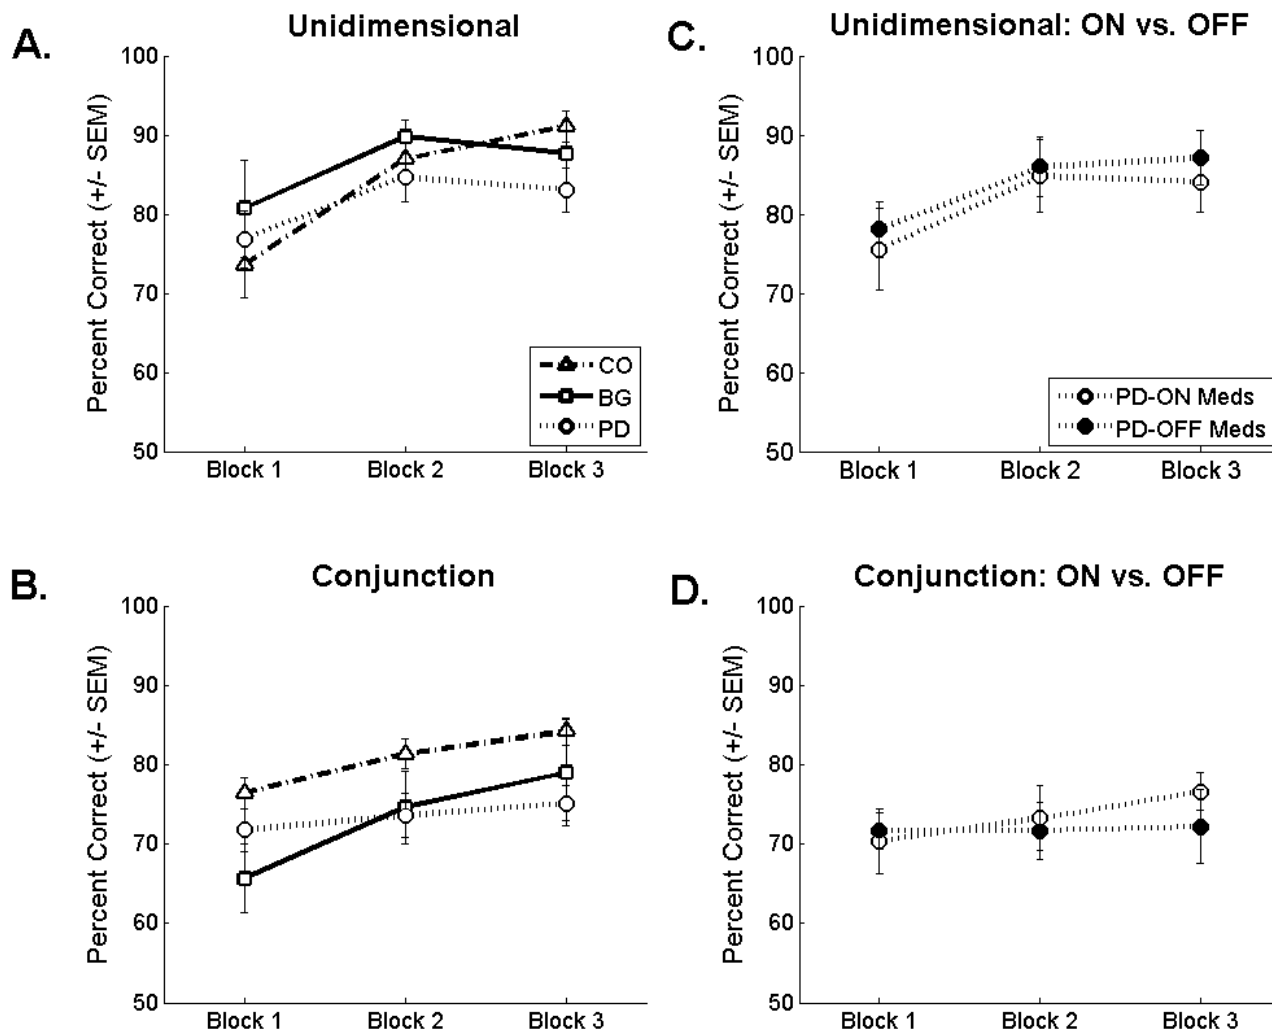 A.
Unidimensional
Percent Correct (+/- SEM)
100
90
80
70
60
50
Block 1 Block 2 Block 3
CO
BG
PD
C.
Unidimensional: ON vs. OFF
Percent Correct (+/- SEM)
100
90
80
70
60
50
Block 1 Block 2 Block 3
PD-ON Meds
PD-OFF Meds
B.
Conjunction
Percent Correct (+/- SEM)
100
90
80
70
60
50
Block 1 Block 2 Block 3
D.
Conjunction: ON vs. OFF
Percent Correct (+/- SEM)
100
90
80
70
60
50
Block 1 Block 2 Block 3